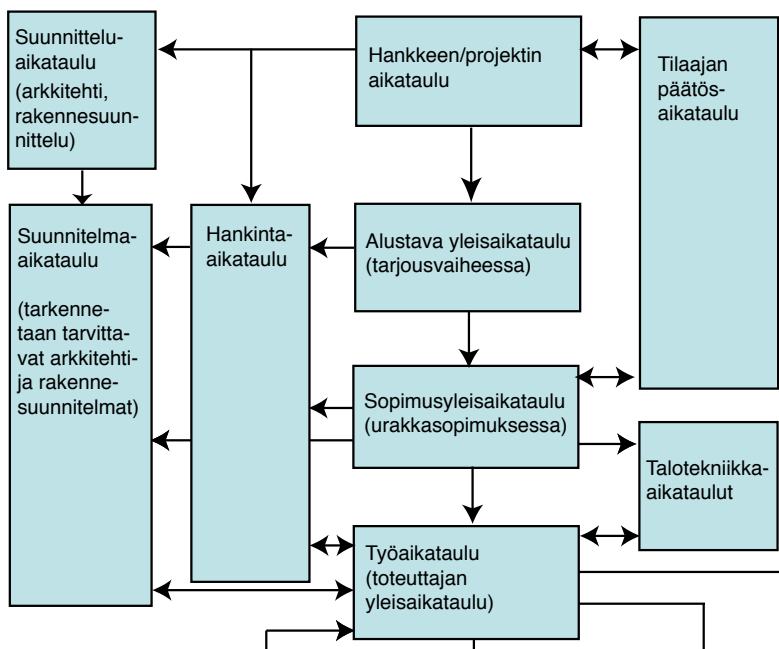 Suunnittelu-
aikataulu
(arkkitehti,
rakennesuun-
nittelu)
Hankkeen/projektin
aikataulu
Tilaajan
päätös-
aikataulu
Suunnitelma-
aikataulu
(tarkenne-
taan tarvitta-
vat arkkitehti-
ja rakenne-
suunnitelmat)
Hankinta-
aikataulu
Alustava yleisaikataulu
(tarjousvaiheessa)
Sopimusyleisaikataulu
(urakkasopimuksessa)
Talotekniikka-
aikataulut
Työaikataulu
(toteuttajan
yleisaikataulu)